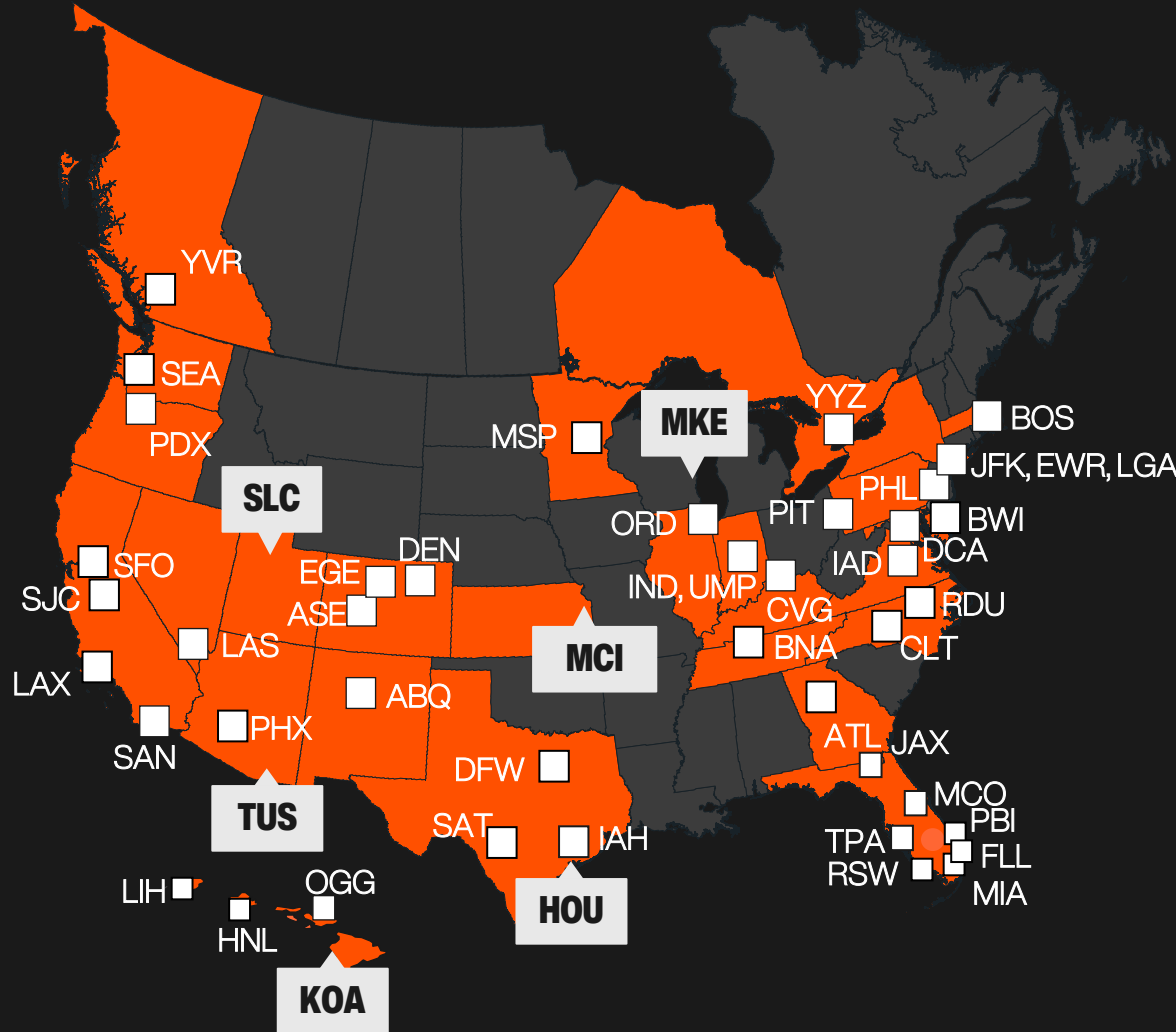 YVR
SEA
PDX
MSP
MKE
YYZ
BOS
JFK, EWR, LGA
PHL
SLC
ORD
PIT
BWI
DCA
IAD
SFO
SJC
EGE
DEN
ASE
IND, UMP
CVG
RDU
LAS
MCI
BNA
CLT
LAX
ABQ
SAN
PHX
ATL
JAX
DFW
TUS
MCO
PBI
SAT
IAH
TPA
FLL
RSW
MIA
LIH
OGG
HOU
HNL
KOA